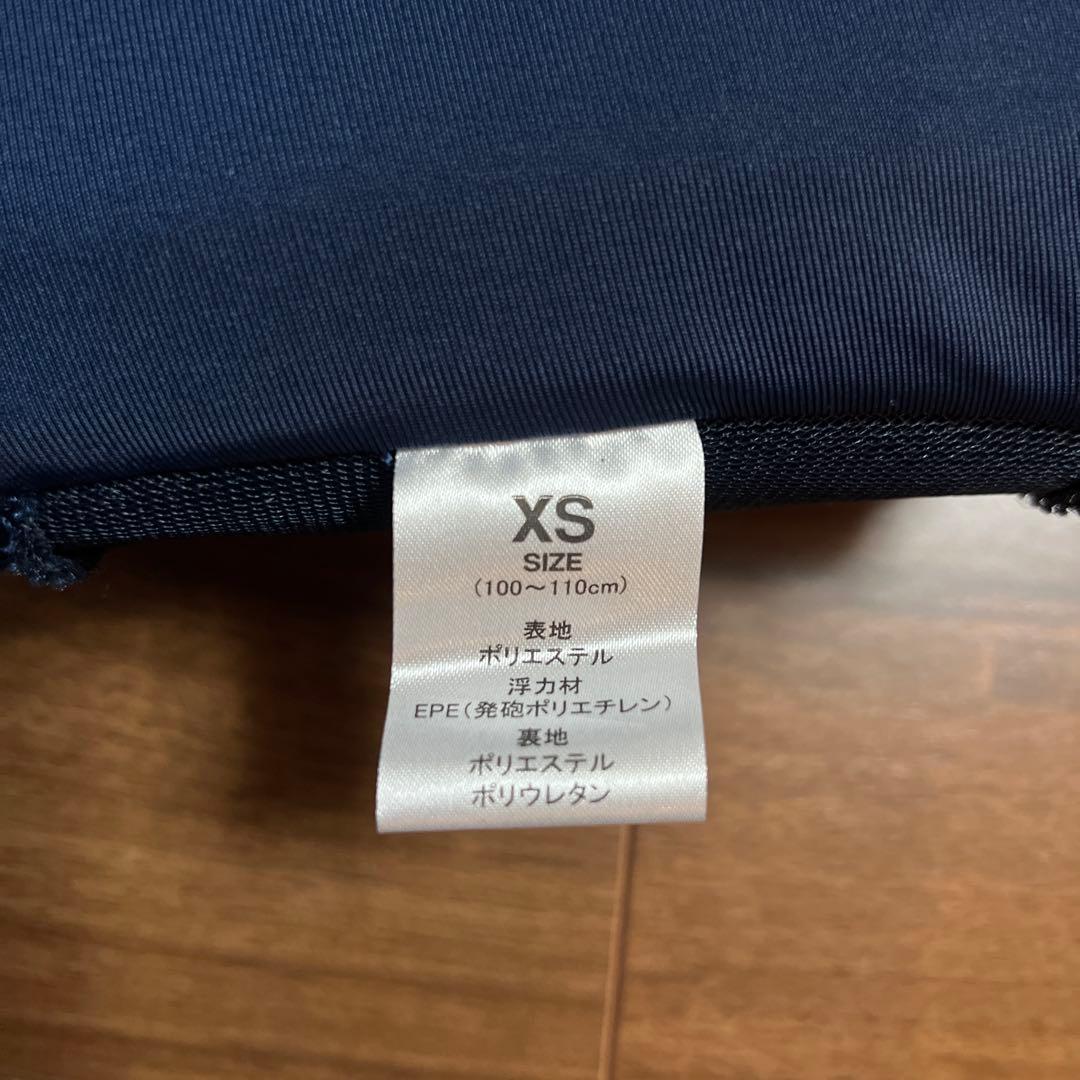 XS
SIZE
(100～110cm)
表地
ポリエステル
浮力材
EPE(発砲ポリエチレン)
裏地
ポリエステル
ポリウレタン